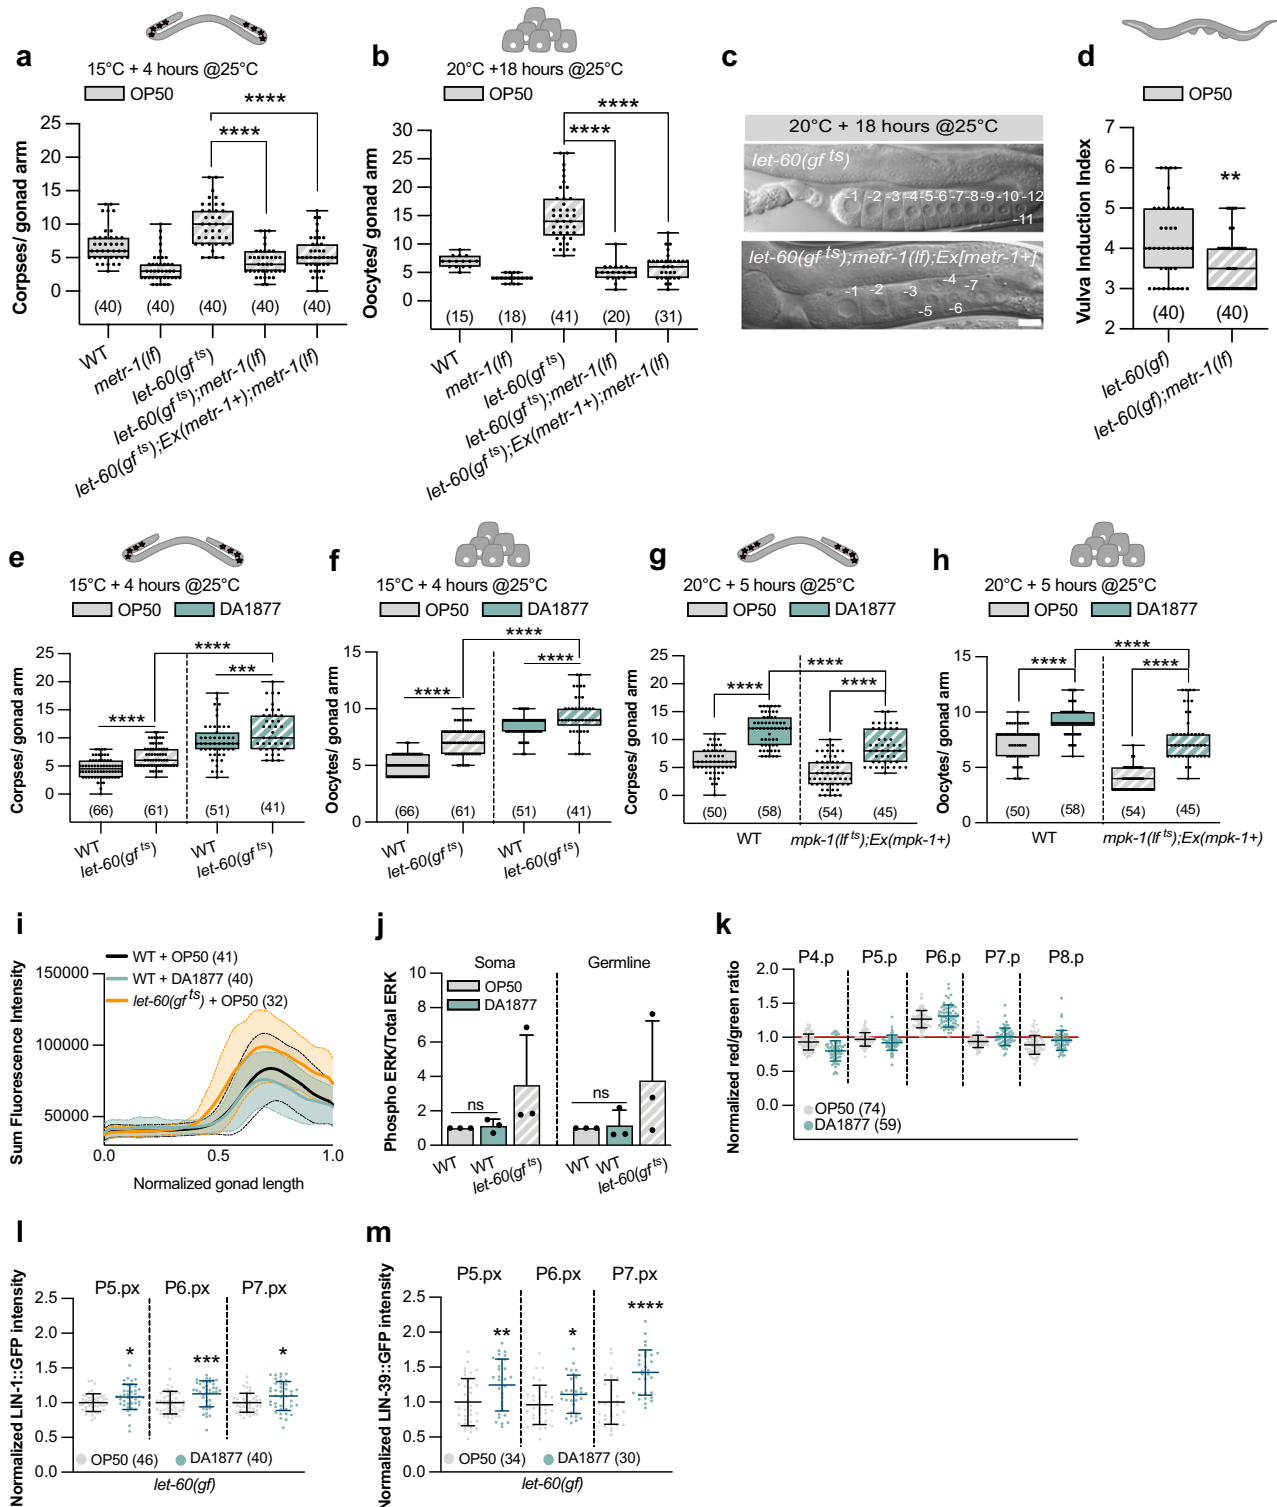 a
15°C + 4 hours @25°C
OP50
Corpses/ gonad arm
25
20
15
10
5
0
****
****
(40)
(40)
(40)
(40)
(40)
WT
metr-1(lf)
let-60(gf ts)
let-60(gf ts);metr-1(lf)
let-60(gf ts);Ex(metr-1+);metr-1(lf)
b
20°C +18 hours @25°C
OP50
Oocytes/ gonad arm
30
25
20
15
10
5
0
****
****
(15)
(18)
(41)
(20)
(31)
WT
metr-1(lf)
let-60(gf ts)
let-60(gf ts);metr-1(lf)
let-60(gf ts);Ex(metr-1+);metr-1(lf)
c
20°C + 18 hours @25°C
let-60(gf ts)
-1 -2 -3 -4 -5 -6 -7 -8 -9 -10 -12
-11
let-60(gf ts);metr-1(lf);Ex[metr-1+]
-1 -2 -3 -4 -7
-5 -6
d
OP50
Vulva Induction Index
7
6
5
4
3
2
**
(40)
(40)
let-60(gf)
let-60(gf);metr-1(lf)
e
15°C + 4 hours @25°C
OP50 DA1877
Corpses/ gonad arm
25
20
15
10
5
0
****
****
***
(66)
(61)
(51)
(41)
WT
let-60(gf ts)
WT
let-60(gf ts)
f
15°C + 4 hours @25°C
OP50 DA1877
Oocytes/ gonad arm
15
10
5
0
****
****
****
(66)
(61)
(51)
(41)
WT
let-60(gf ts)
WT
let-60(gf ts)
g
20°C + 5 hours @25°C
OP50 DA1877
Corpses/ gonad arm
25
20
15
10
5
0
****
****
****
(50)
(58)
(54)
(45)
WT
mpk-1(lf ts);Ex(mpk-1+)
h
20°C + 5 hours @25°C
OP50 DA1877
Oocytes/ gonad arm
15
10
5
0
****
****
****
(50)
(58)
(54)
(45)
WT
mpk-1(lf ts);Ex(mpk-1+)
i
Sum Fluorescence Intensity
150000
100000
50000
WT + OP50 (41)
WT + DA1877 (40)
let-60(gf ts) + OP50 (32)
0.0
0.5
1.0
Normalized gonad length
j
Phospho ERK/Total ERK
8
6
4
2
0
Soma
Germline
OP50
DA1877
ns
ns
WT
WT
let-60(gf ts)
WT
WT
let-60(gf ts)
k
Normalized red/green ratio
P4.p P5.p P6.p P7.p P8.p
2.0
1.5
1.0
0.5
0.0
OP50 (74)
DA1877 (59)
l
Normalized LIN-1::GFP intensity
P5.px P6.px P7.px
2.5
2.0
1.5
1.0
0.5
0.0
*
***
*
OP50 (46) DA1877 (40)
let-60(gf)
m
Normalized LIN-39::GFP intensity
P5.px P6.px P7.px
2.5
2.0
1.5
1.0
0.5
0.0
**
*
****
OP50 (34) DA1877 (30)
let-60(gf)